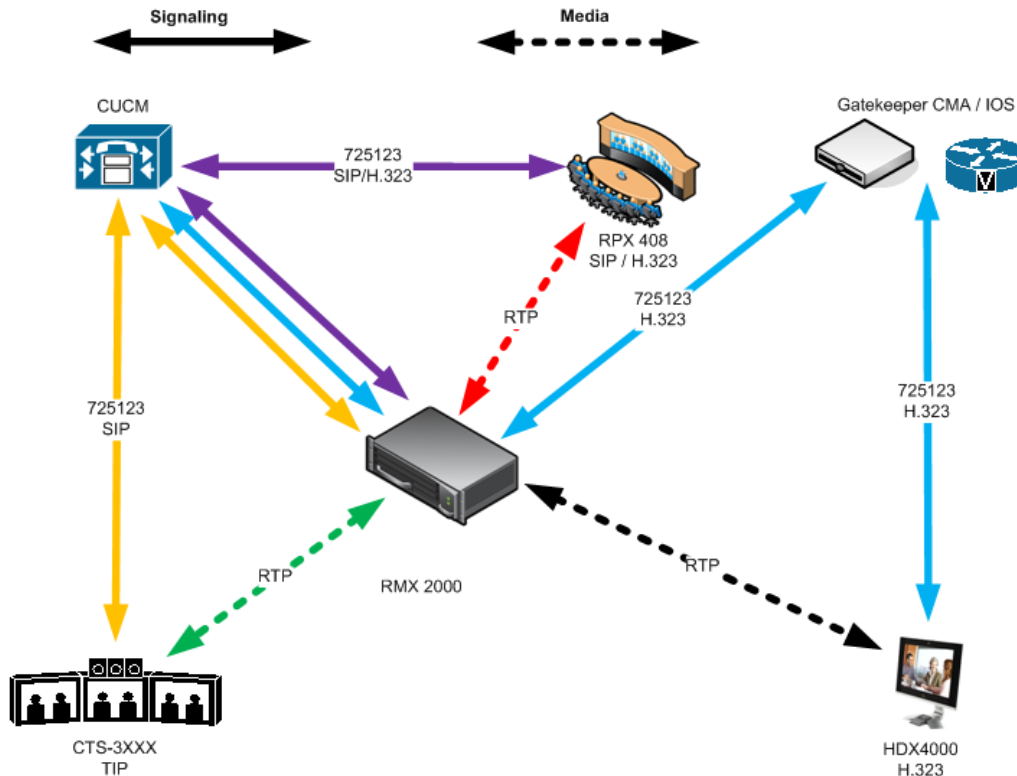 Signaling
Media
CUCM
Gatekeeper CMA / IOS
725123
SIP/H.323
V
RPX 408
SIP / H.323
725123
H.323
RTP
725123
SIP
725123
H.323
RTP
RMX 2000
RTP
CTS-3XXX
TIP
HDX4000
H.323